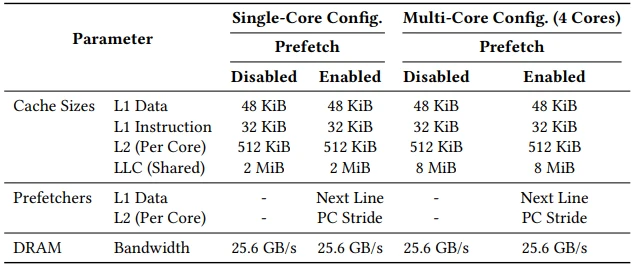 Single-Core Config. Multi-Core Config. (4 Cores)
Parameter Prefetch Prefetch
Disabled Enabled Disabled Enabled
Cache Sizes L1 Data 48 KiB 48 KiB 48 KiB 48 KiB
L1 Instruction 32 KiB 32 KiB 32 KiB 32 KiB
L2 (Per Core) 512 KiB 512 KiB 512 KiB 512 KiB
LLC (Shared) 2 MiB 2 MiB 8 MiB 8 MiB
Prefetchers L1 Data - Next Line - Next Line
L2 (Per Core) - PC Stride - PC Stride
DRAM Bandwidth 25.6 GB/s 25.6 GB/s 25.6 GB/s 25.6 GB/s